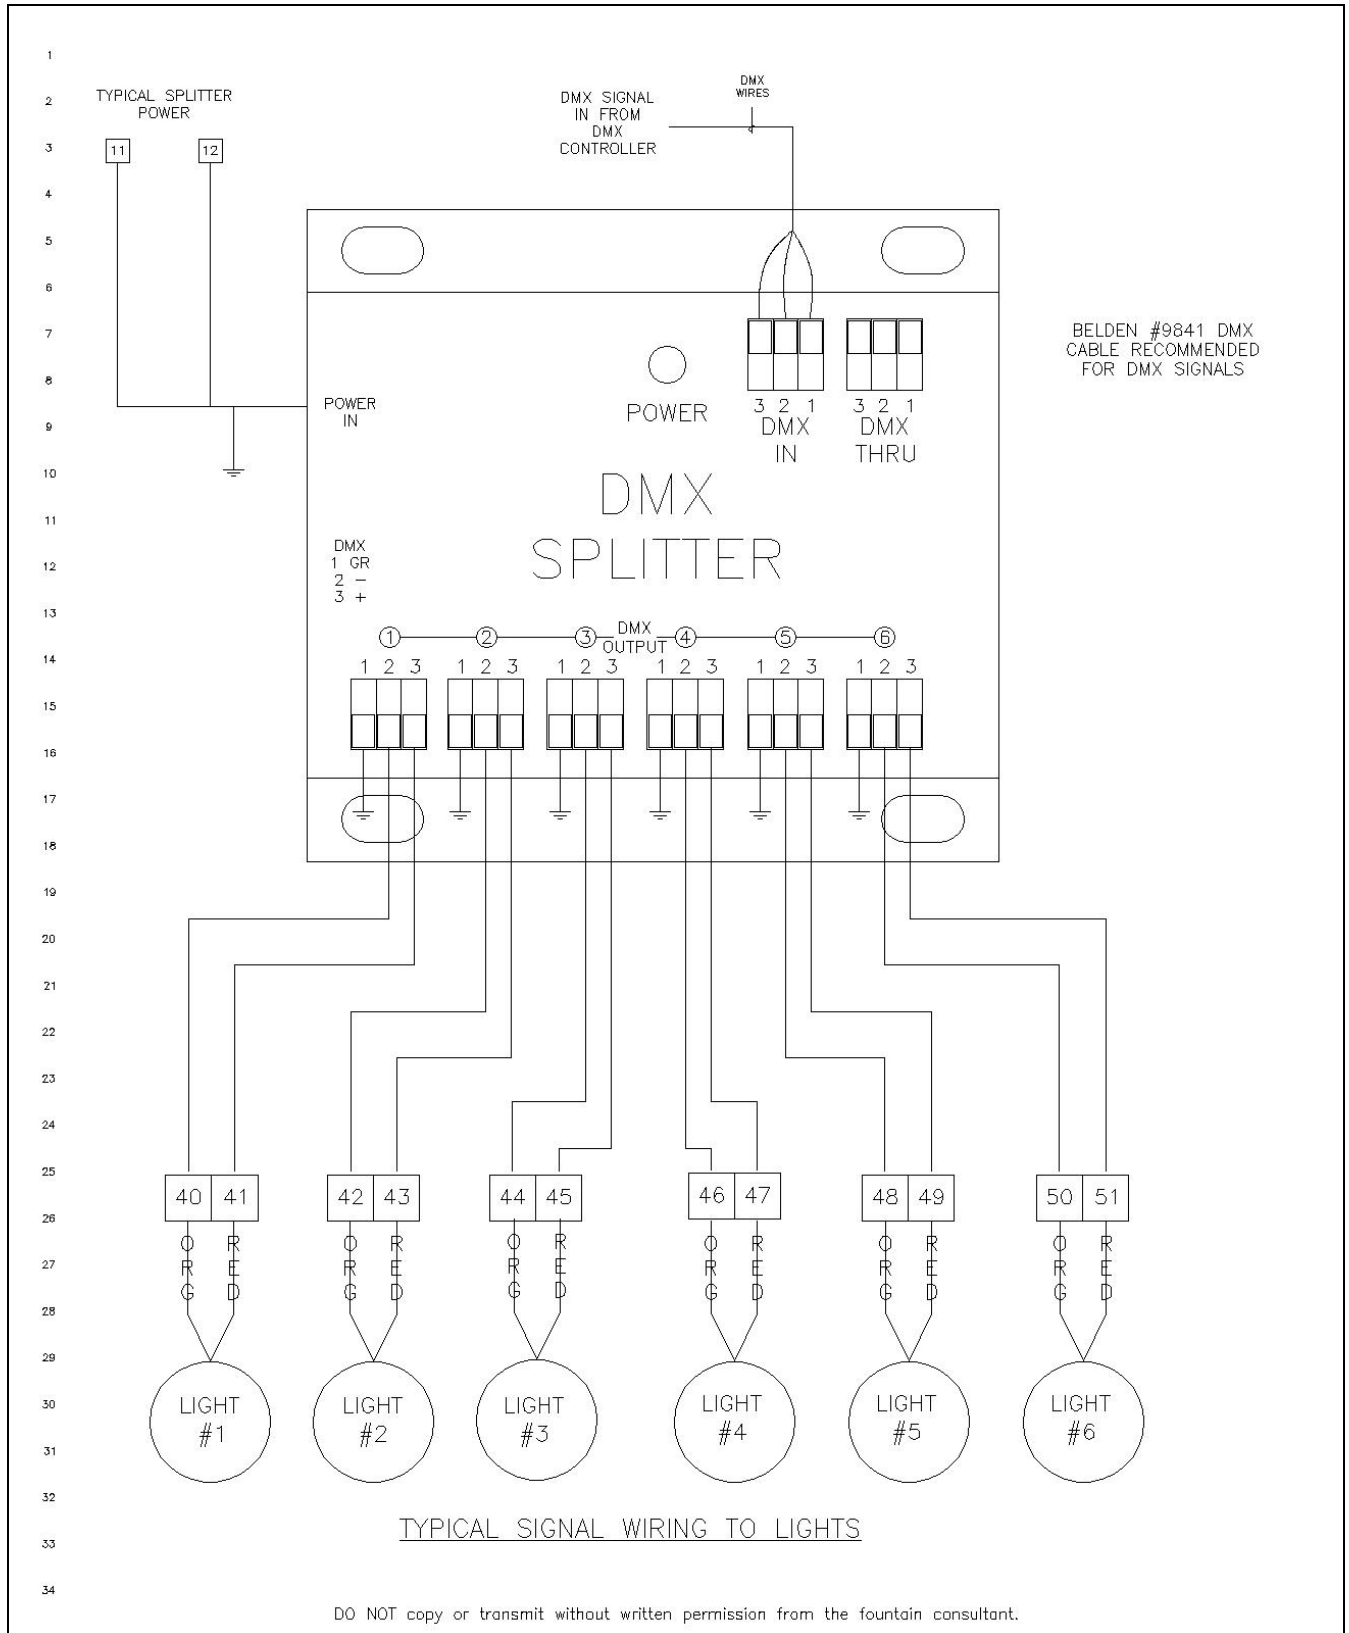 1
2
3
4
5
6
7
8
9
10
11
12
13
14
15
16
17
18
19
20
21
22
23
24
25
26
27
28
29
30
31
32
33
34
TYPICAL SPLITTER
POWER
11 12
DMX SIGNAL
IN FROM
DMX
CONTROLLER
DMX
WIRES
BELDEN #9841 DMX
CABLE RECOMMENDED
FOR DMX SIGNALS
POWER
IN
POWER
3 2 1
DMX
IN
3 2 1
DMX
THRU
DMX
SPLITTER
DMX
1 GR
2 -
3 +
1 2 3 DMX 4 5 6
OUTPUT
1 2 3 1 2 3 1 2 3 1 2 3 1 2 3 1 2 3
40 41 42 43 44 45 46 47 48 49 50 51
ORG RED ORG RED ORG RED ORG RED ORG RED ORG RED
LIGHT
#1
LIGHT
#2
LIGHT
#3
LIGHT
#4
LIGHT
#5
LIGHT
#6
TYPICAL SIGNAL WIRING TO LIGHTS
DO NOT copy or transmit without written permission from the fountain consultant.